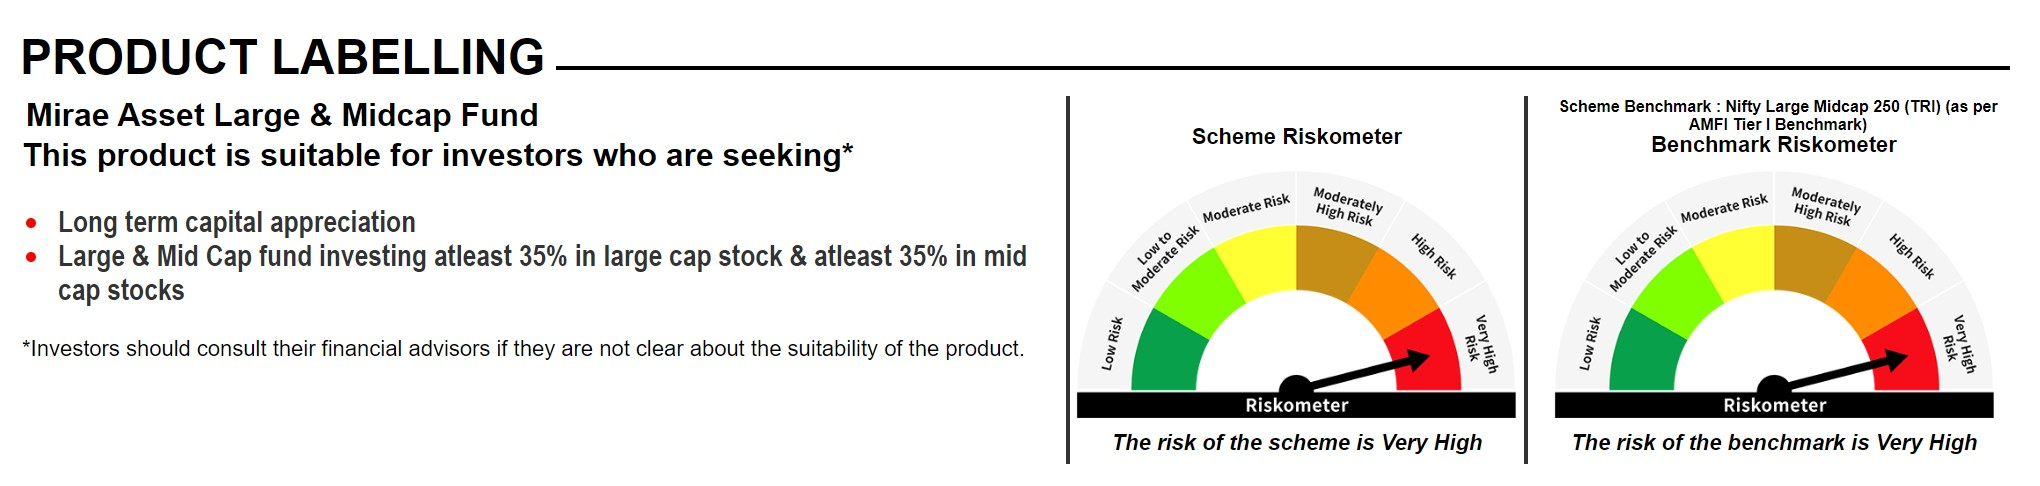 PRODUCT LABELLING
Mirae Asset Large & Midcap Fund
This product is suitable for investors who are seeking*
Long term capital appreciation
Large & Mid Cap fund investing atleast 35% in large cap stock & atleast 35% in mid
cap stocks
*Investors should consult their financial advisors if they are not clear about the suitability of the product.
Scheme Riskometer
Low Risk
Low to
Moderate Risk
Moderate Risk
Moderately
High Risk
High Risk
Very High
Risk
Riskometer
The risk of the scheme is Very High
Scheme Benchmark : Nifty Large Midcap 250 (TRI) (as per
AMFI Tier I Benchmark)
Benchmark Riskometer
Low Risk
Low to
Moderate Risk
Moderate Risk
Moderately
High Risk
High Risk
Very High
Risk
Riskometer
The risk of the benchmark is Very High